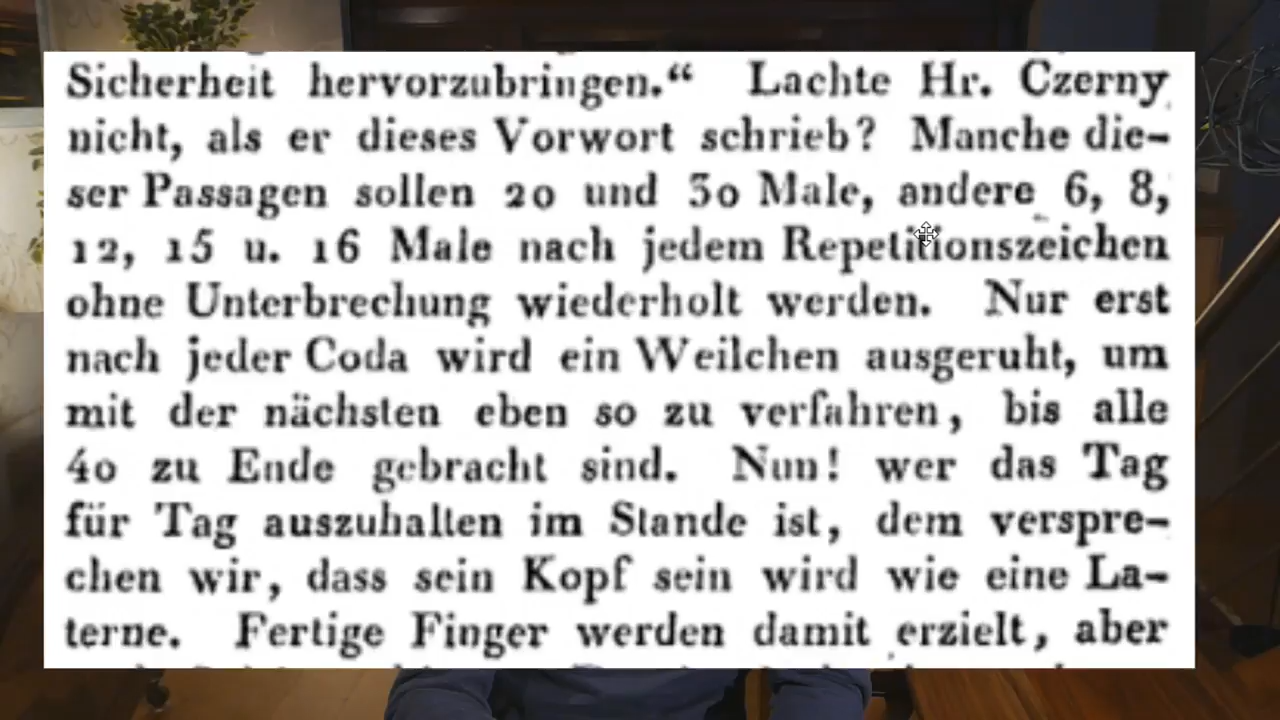 Sicherheit hervorzubringen.“ Lachte Hr. Czerny
nicht, als er dieses Vorwort schrieb? Manche die-
ser Passagen sollen 20 und 30 Male, andere 6, 8,
12, 15 u. 16 Male nach jedem Repetitionszeichen
ohne Unterbrechung wiederholt werden. Nur erst
nach jeder Coda wird ein Weilchen ausgeruht, um
mit der nächsten eben so zu verfahren, bis alle
40 zu Ende gebracht sind. Nun! wer das Tag
für Tag auszuhalten im Stande ist, dem verspre-
chen wir, dass sein Kopf sein wird wie eine La-
terne. Fertige Finger werden damit erzielt, aber